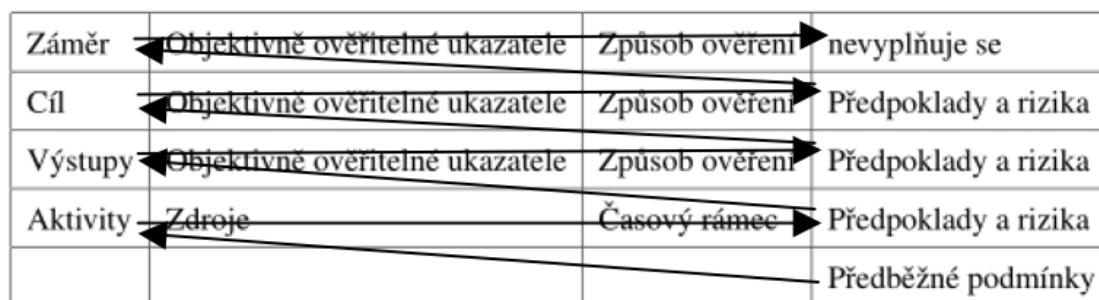 Záměr Objektivně ověřitelné ukazatele Způsob ověření nevyplňuje se
Cíl Objektivně ověřitelné ukazatele Způsob ověření Předpoklady a rizika
Výstupy Objektivně ověřitelné ukazatele Způsob ověření Předpoklady a rizika
Aktivity Zdroje Časový rámec Předpoklady a rizika
Předběžné podmínky